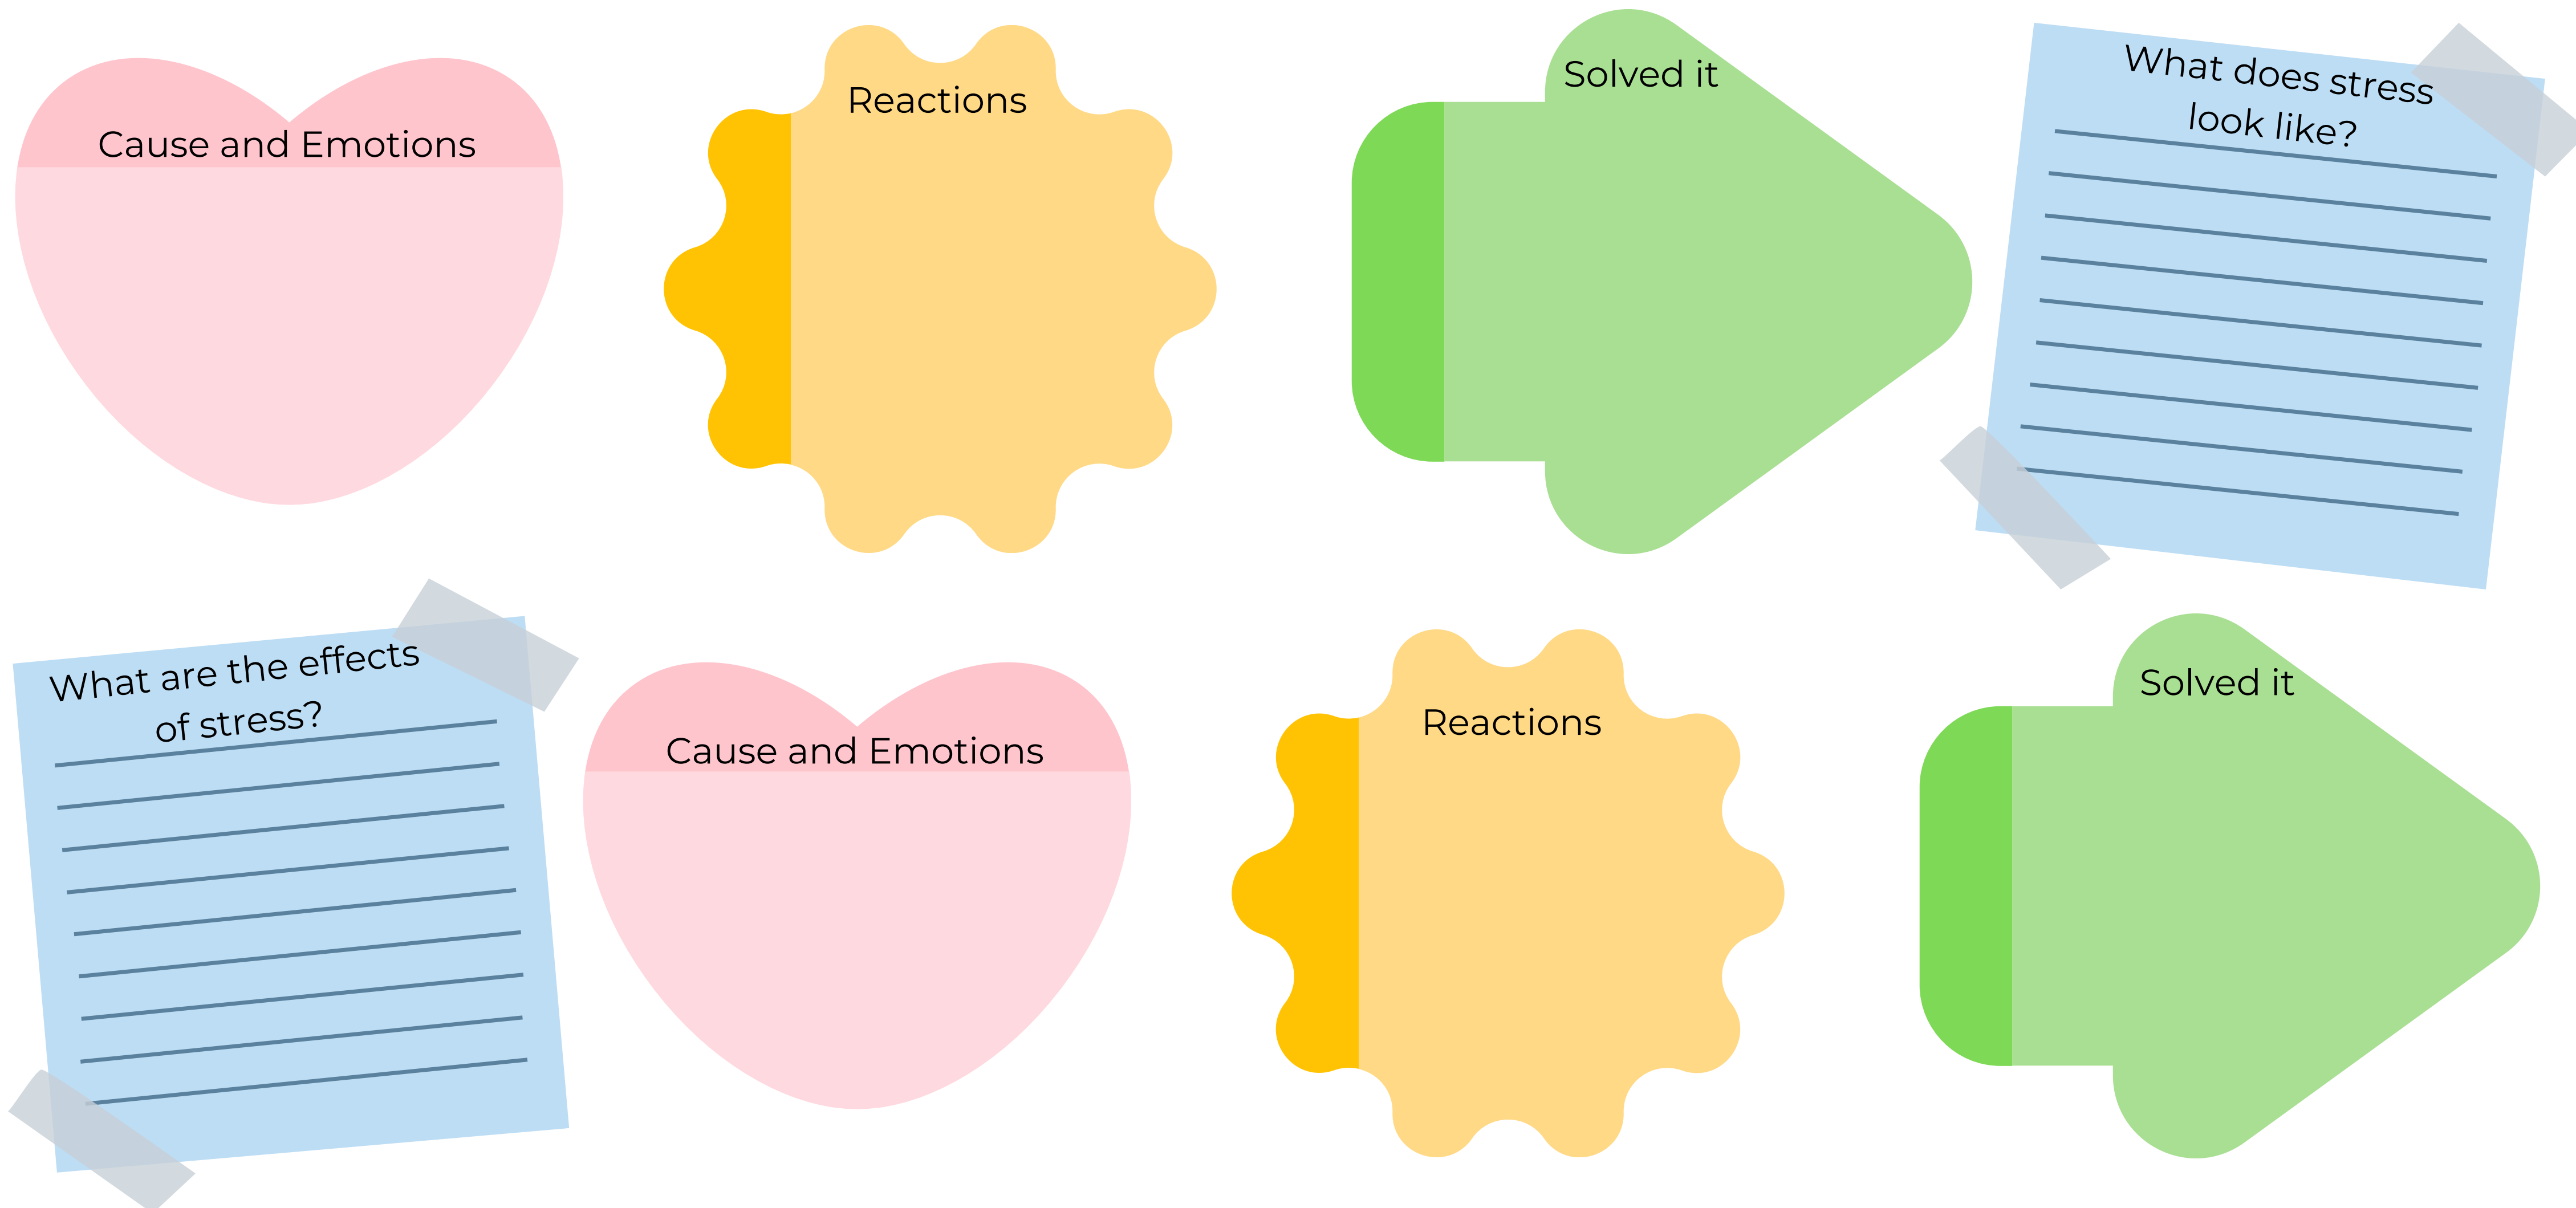 Cause and Emotions
Reactions
Solved it
What does stress
look like?
What are the effects
of stress?
Cause and Emotions
Reactions
Solved it